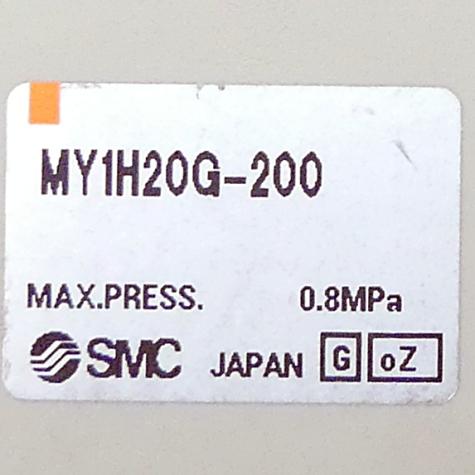 MY1H20G-200
MAX.PRESS. 0.8MPa
SMC JAPAN G oZ